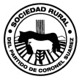 SOCIEDAD RURAL
DEL PARTIDO DE CORONEL SUAREZ